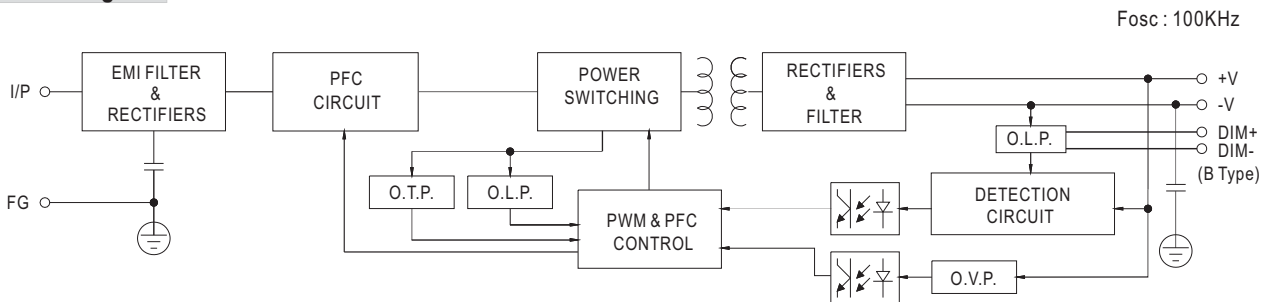 Fosc : 100KHz
I/P
EMI FILTER
&
RECTIFIERS
PFC
CIRCUIT
POWER
SWITCHING
RECTIFIERS
&
FILTER
+V
-V
DIM+
DIM-
(B Type)
O.L.P.
FG
O.T.P.
O.L.P.
PWM & PFC
CONTROL
DETECTION
CIRCUIT
O.V.P.